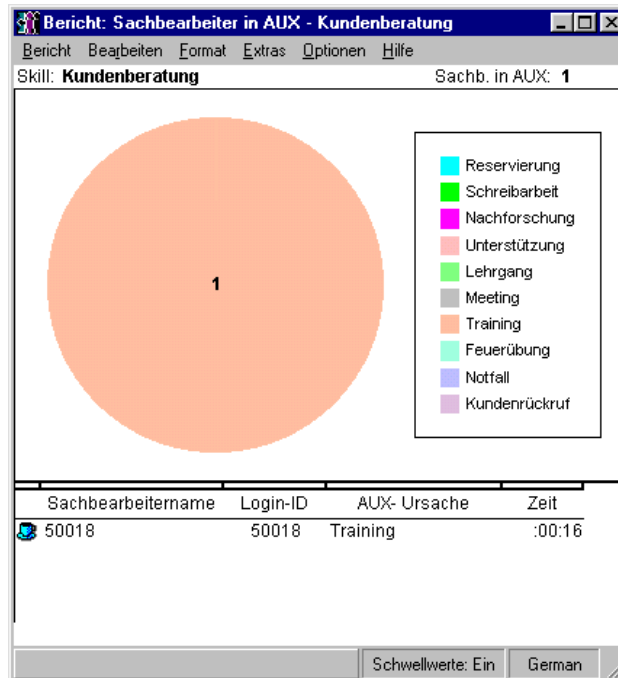 Bericht: Sachbearbeiter in AUX - Kundenberatung
Bericht Bearbeiten Format Extras Optionen Hilfe
Skill: Kundenberatung Sachb. in AUX: 1
1
Reservierung
Schreibarbeit
Nachforschung
Unterstützung
Lehrgang
Meeting
Training
Feuerübung
Notfall
Kundenrückruf
Sachbearbeitername Login-ID AUX- Ursache Zeit
50018 50018 Training :00:16
Schwellwerte: Ein German